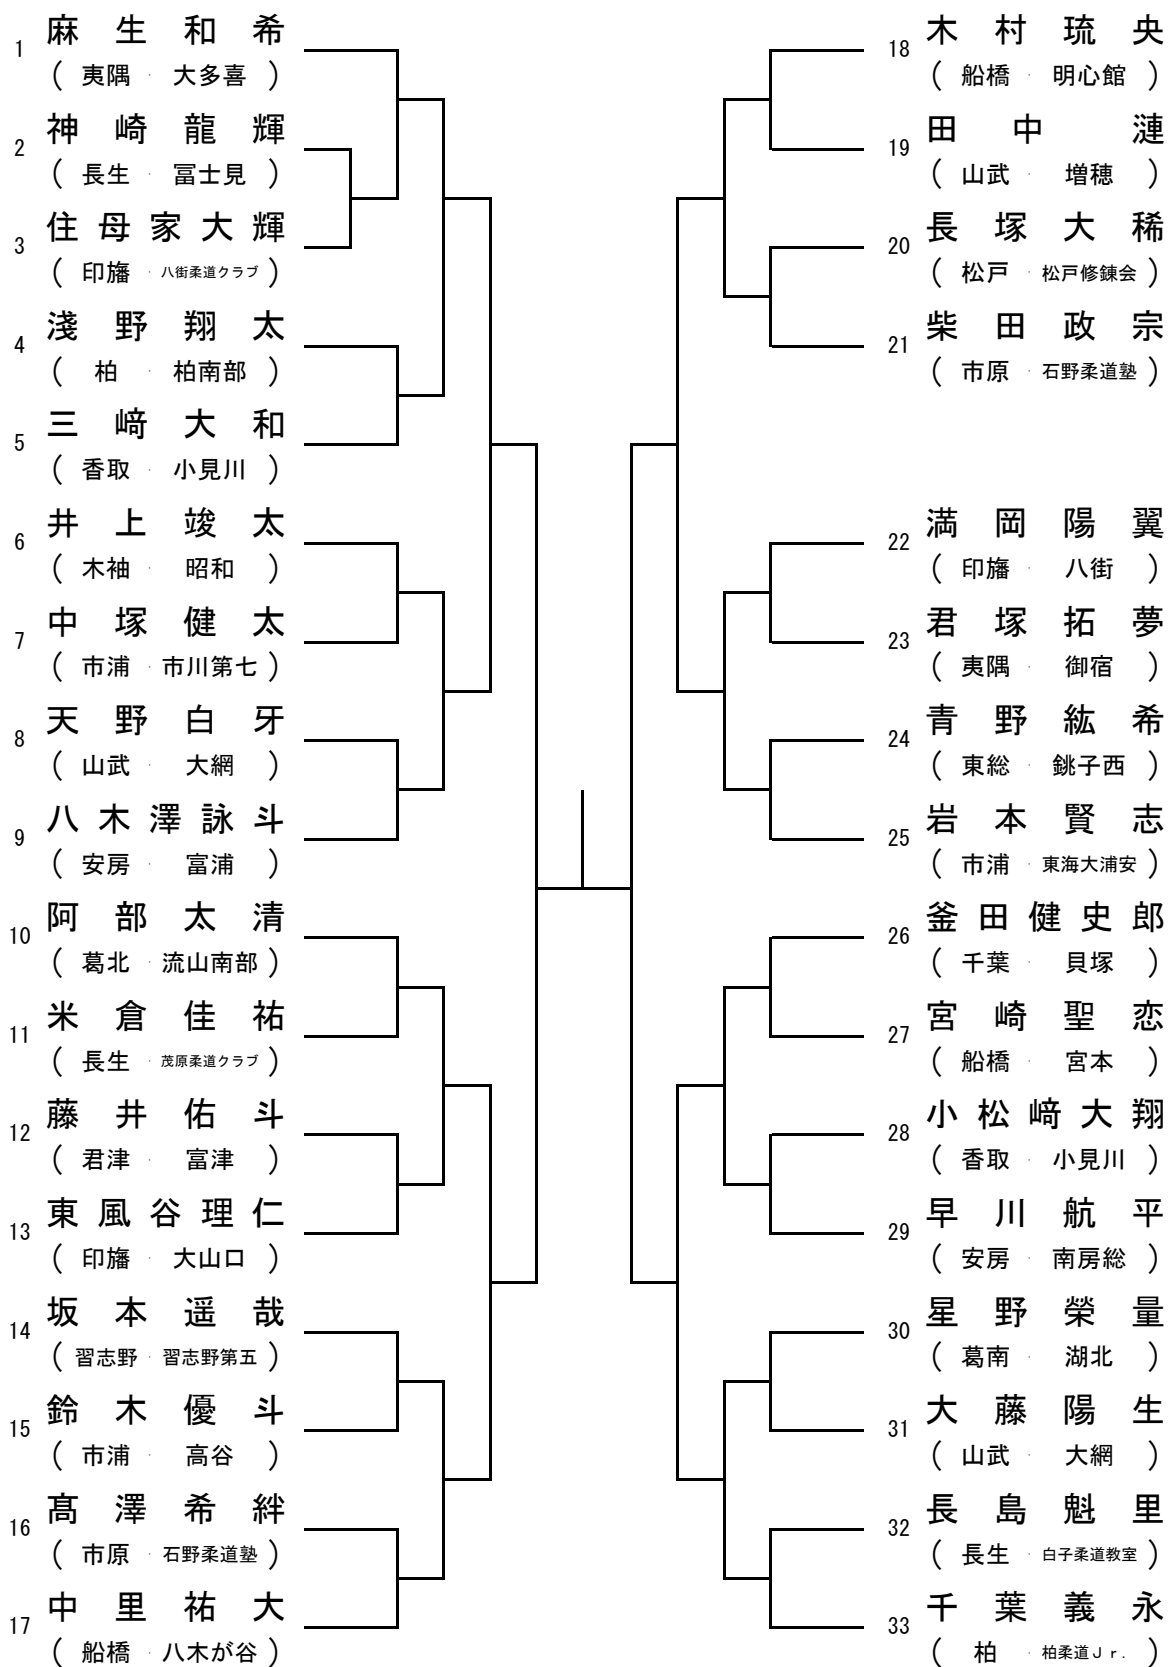 1 麻生和希
( 夷隅 · 大多喜 )
2 神崎龍輝
( 長生 · 冨士見 )
3 住母家大輝
( 印旛 · 八街柔道クラブ )
4 淺野翔太
( 柏 · 柏南部 )
5 三﨑大和
( 香取 · 小見川 )
6 井上竣太
( 木袖 · 昭和 )
7 中塚健太
( 市浦 · 市川第七 )
8 天野白牙
( 山武 · 大網 )
9 八木澤詠斗
( 安房 · 富浦 )
10 阿部太清
( 葛北 · 流山南部 )
11 米倉佳祐
( 長生 · 茂原柔道クラブ )
12 藤井佑斗
( 君津 · 富津 )
13 東風谷理仁
( 印旛 · 大山口 )
14 坂本遥哉
( 習志野 · 習志野第五 )
15 鈴木優斗
( 市浦 · 高谷 )
16 髙澤希絆
( 市原 · 石野柔道塾 )
17 中里祐大
( 船橋 · 八木が谷 )
18 木村琉央
( 船橋 · 明心館 )
19 田中漣
( 山武 · 増穂 )
20 長塚大稀
( 松戸 · 松戸修錬会 )
21 柴田政宗
( 市原 · 石野柔道塾 )
22 満岡陽翼
( 印旛 · 八街 )
23 君塚拓夢
( 夷隅 · 御宿 )
24 青野紘希
( 東総 · 銚子西 )
25 岩本賢志
( 市浦 · 東海大浦安 )
26 釜田健史郎
( 千葉 · 貝塚 )
27 宮崎聖恋
( 船橋 · 宮本 )
28 小松﨑大翔
( 香取 · 小見川 )
29 早川航平
( 安房 · 南房総 )
30 星野榮量
( 葛南 · 湖北 )
31 大藤陽生
( 山武 · 大網 )
32 長島魁里
( 長生 · 白子柔道教室 )
33 千葉義永
( 柏 · 柏柔道Ｊｒ. )